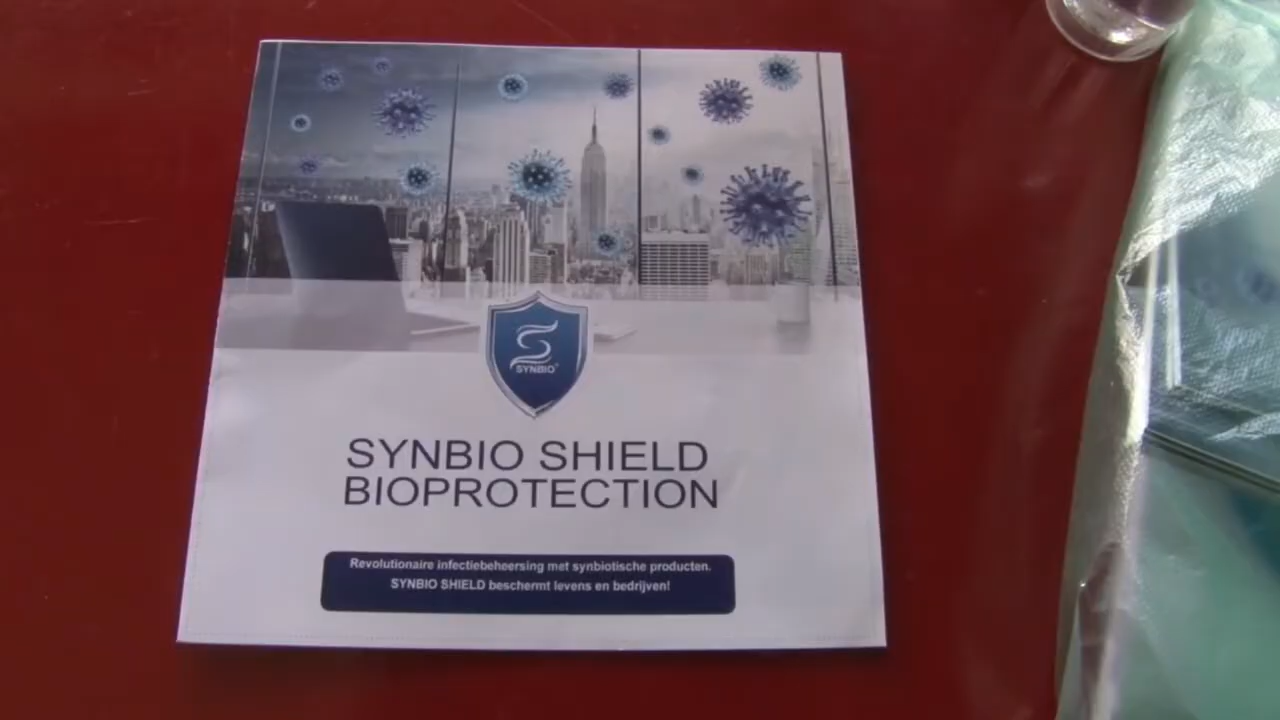 SYNBIO
SYNBIO SHIELD
BIOPROTECTION
Revolutionaire infectiebeheersing met synbiotische producten.
SYNBIO SHIELD beschermt levens en bedrijven!